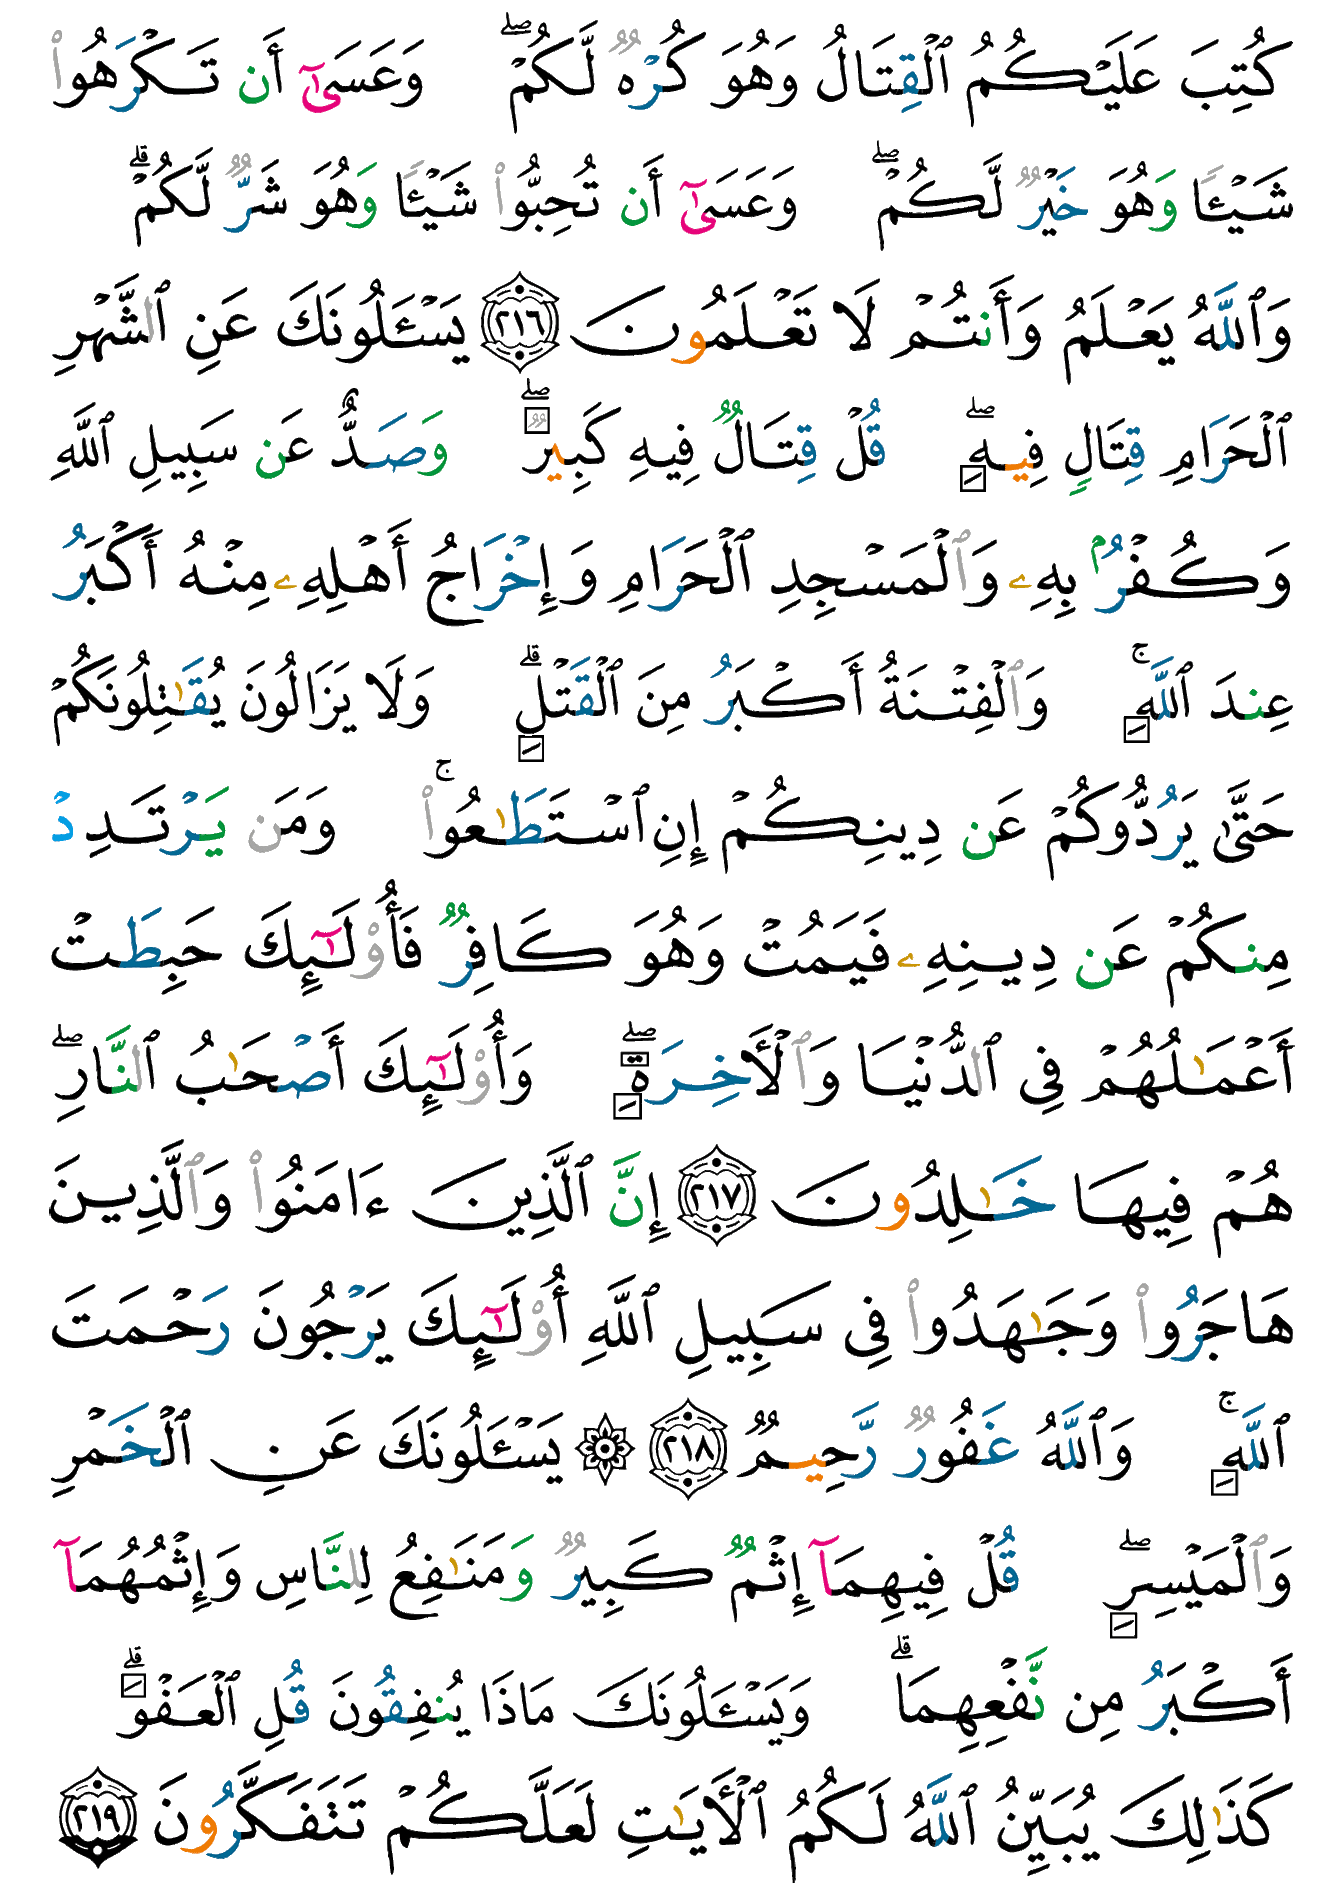 كُتِبَ عَلَيْكُمُ ٱلْقِتَالُ وَهُوَ كُرْهٌ لَّكُمْ ۖ وَعَسَىٰٓ أَن تَكْرَهُوا۟
شَيْـًٔا وَهُوَ خَيْرٌ لَّكُمْ ۖ وَعَسَىٰٓ أَن تُحِبُّوا۟ شَيْـًٔا وَهُوَ شَرٌّ لَّكُمْ ۗ
وَٱللَّهُ يَعْلَمُ وَأَنتُمْ لَا تَعْلَمُونَ ٢١٦ يَسْـَٔلُونَكَ عَنِ ٱلشَّهْرِ
ٱلْحَرَامِ قِتَالٍ فِيهِ ۖ قُلْ قِتَالٌ فِيهِ كَبِيرٌ ۖ وَصَدٌّ عَن سَبِيلِ ٱللَّهِ
وَكُفْرٌۢ بِهِۦ وَٱلْمَسْجِدِ ٱلْحَرَامِ وَإِخْرَاجُ أَهْلِهِۦ مِنْهُ أَكْبَرُ
عِندَ ٱللَّهِ ۚ وَٱلْفِتْنَةُ أَكْبَرُ مِنَ ٱلْقَتْلِ ۗ وَلَا يَزَالُونَ يُقَـٰتِلُونَكُمْ
حَتَّىٰ يَرُدُّوكُمْ عَن دِينِكُمْ إِنِ ٱسْتَطَـٰعُوا۟ ۚ وَمَن يَرْتَدِدْ
مِنكُمْ عَن دِينِهِۦ فَيَمُتْ وَهُوَ كَافِرٌ فَأُو۟لَـٰٓئِكَ حَبِطَتْ
أَعْمَـٰلُهُمْ فِى ٱلدُّنْيَا وَٱلْـَٔاخِرَةِ ۖ وَأُو۟لَـٰٓئِكَ أَصْحَـٰبُ ٱلنَّارِ ۖ
هُمْ فِيهَا خَـٰلِدُونَ ٢١٧ إِنَّ ٱلَّذِينَ ءَامَنُوا۟ وَٱلَّذِينَ
هَاجَرُوا۟ وَجَـٰهَدُوا۟ فِى سَبِيلِ ٱللَّهِ أُو۟لَـٰٓئِكَ يَرْجُونَ رَحْمَتَ
ٱللَّهِ ۚ وَٱللَّهُ غَفُورٌ رَّحِيمٌ ٢١٨ ۞ يَسْـَٔلُونَكَ عَنِ ٱلْخَمْرِ
وَٱلْمَيْسِرِ ۖ قُلْ فِيهِمَآ إِثْمٌ كَبِيرٌ وَمَنَـٰفِعُ لِلنَّاسِ وَإِثْمُهُمَآ
أَكْبَرُ مِن نَّفْعِهِمَا ۗ وَيَسْـَٔلُونَكَ مَاذَا يُنفِقُونَ قُلِ ٱلْعَفْوَ ۗ
كَذَٰلِكَ يُبَيِّنُ ٱللَّهُ لَكُمُ ٱلْـَٔايَـٰتِ لَعَلَّكُمْ تَتَفَكَّرُونَ ٢١٩